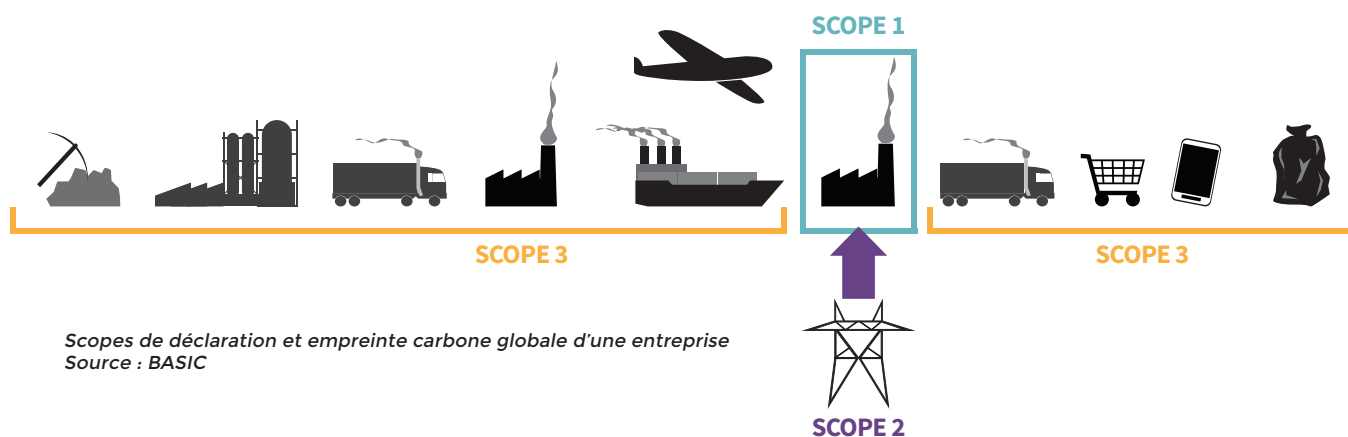 SCOPE 1
SCOPE 3
SCOPE 3
Scopes de déclaration et empreinte carbone globale d'une entreprise
Source : BASIC
SCOPE 2